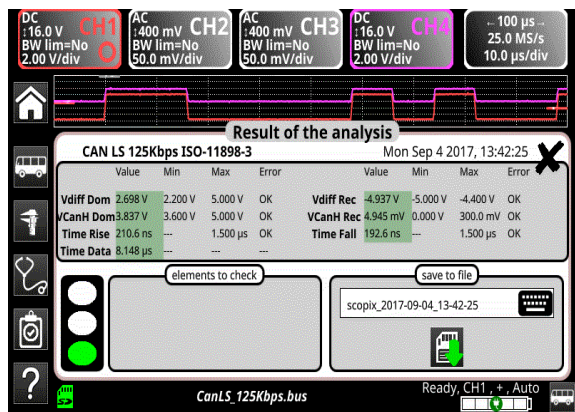 DC
↕16.0 V CH1
BW lim=No
2.00 V/div
AC
↕400 mV CH2
BW lim=No
50.0 mV/div
AC
↕400 mV CH3
BW lim=No
50.0 mV/div
DC
↕16.0 V CH4
BW lim=No
2.00 V/div
←100 µs→
25.0 MS/s
10.0 µs/div
Result of the analysis
CAN LS 125Kbps ISO-11898-3 Mon Sep 4 2017, 13:42:25
Value Min Max Error Value Min Max Error
Vdiff Dom 2.698 V 2.200 V 5.000 V OK Vdiff Rec -4.937 V -5.000 V -4.400 V OK
VCanH Dom 3.837 V 3.600 V 5.000 V OK VCanH Rec 4.945 mV 0.000 V 300.0 mV OK
Time Rise 210.6 ns --- 1.500 µs OK Time Fall 192.6 ns --- 1.500 µs OK
Time Data 8.148 µs --- --- ---
elements to check save to file
scopix_2017-09-04_13-42-25
?
SD
CanLS_125Kbps.bus
Ready, CH1 , + , Auto